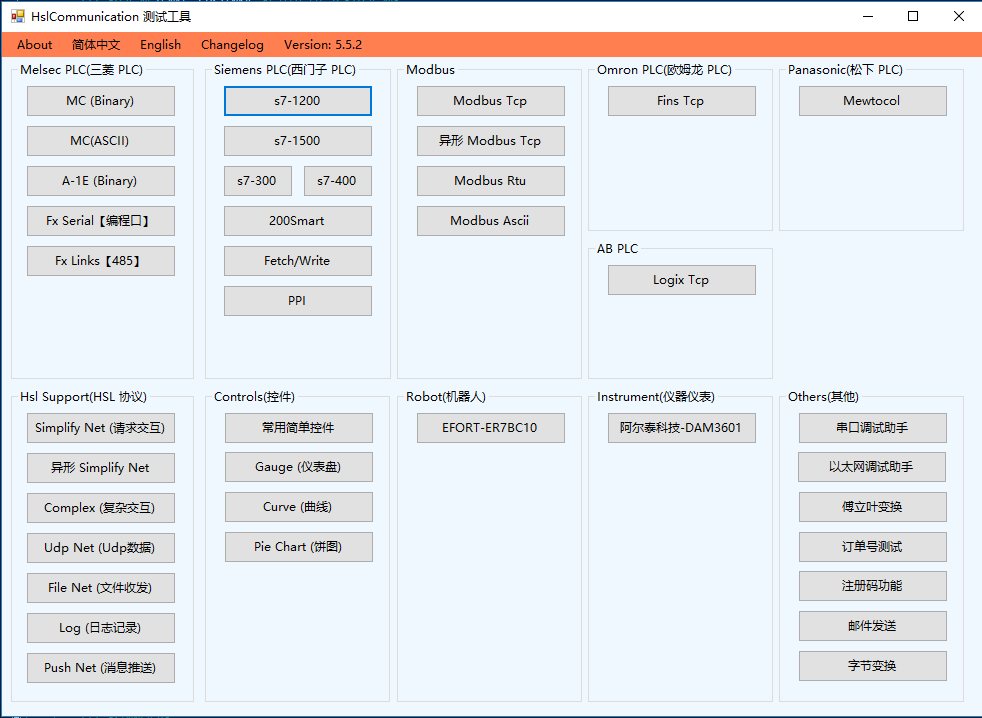 HslCommunication 测试工具
About 简体中文 English Changelog Version: 5.5.2
Melsec PLC(三菱 PLC)
MC (Binary)
MC(ASCII)
A-1E (Binary)
Fx Serial【编程口】
Fx Links【485】
Siemens PLC(西门子 PLC)
s7-1200
s7-1500
s7-300 s7-400
200Smart
Fetch/Write
PPI
Modbus
Modbus Tcp
异形 Modbus Tcp
Modbus Rtu
Modbus Ascii
Omron PLC(欧姆龙 PLC)
Fins Tcp
AB PLC
Logix Tcp
Panasonic(松下 PLC)
Mewtocol
Hsl Support(HSL 协议)
Simplify Net (请求交互)
异形 Simplify Net
Complex (复杂交互)
Udp Net (Udp数据)
File Net (文件收发)
Log (日志记录)
Push Net (消息推送)
Controls(控件)
常用简单控件
Gauge (仪表盘)
Curve (曲线)
Pie Chart (饼图)
Robot(机器人)
EFORT-ER7BC10
Instrument(仪器仪表)
阿尔泰科技-DAM3601
Others(其他)
串口调试助手
以太网调试助手
傅立叶变换
订单号测试
注册码功能
邮件发送
字节变换